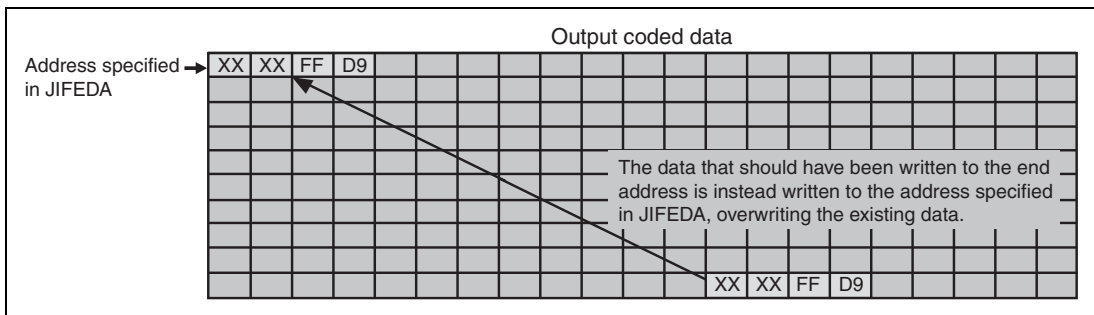 Output coded data
Address specified
in JIFEDA
XX XX FF D9
The data that should have been written to the end
address is instead written to the address specified
in JIFEDA, overwriting the existing data.
XX XX FF D9